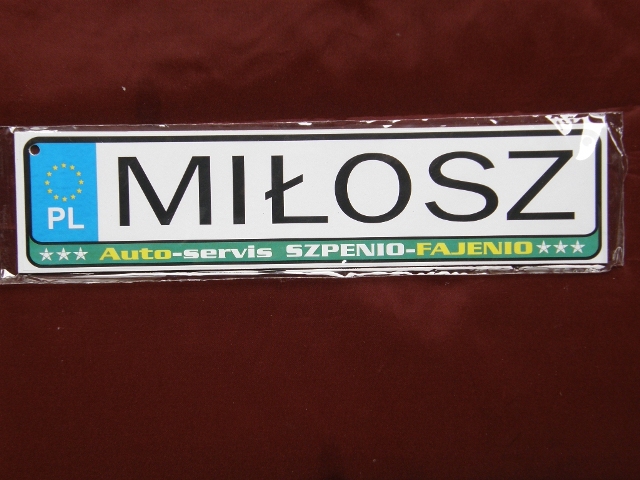 PL MIŁOSZ
*** Auto-servis SZPENIO-FAJENIO ***